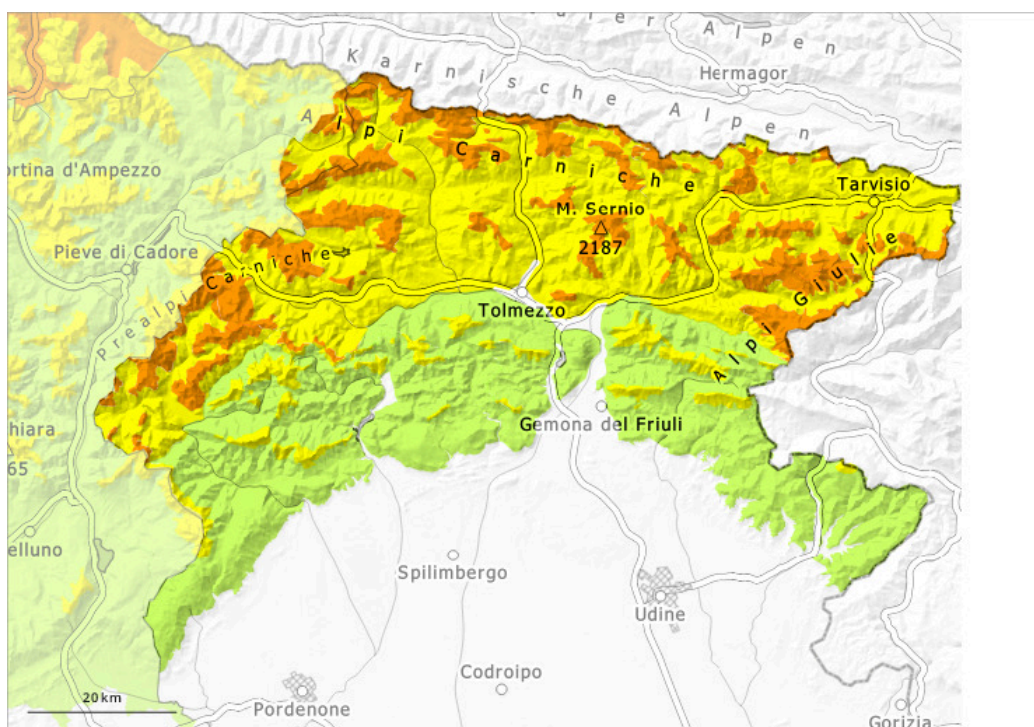 Alpen
Karnische Alpen
Hermagor
Alpi Carniche
ortina d'Ampezzo
Tarvisio
M. Sernio
2187
Pieve di Cadore
Prealpi Carniche
Alpi Giulie
Tolmezzo
Gemona del Friuli
hiara
65
elluno
Spilimbergo
Udine
Codroipo
20 km
Pordenone
Gorizia